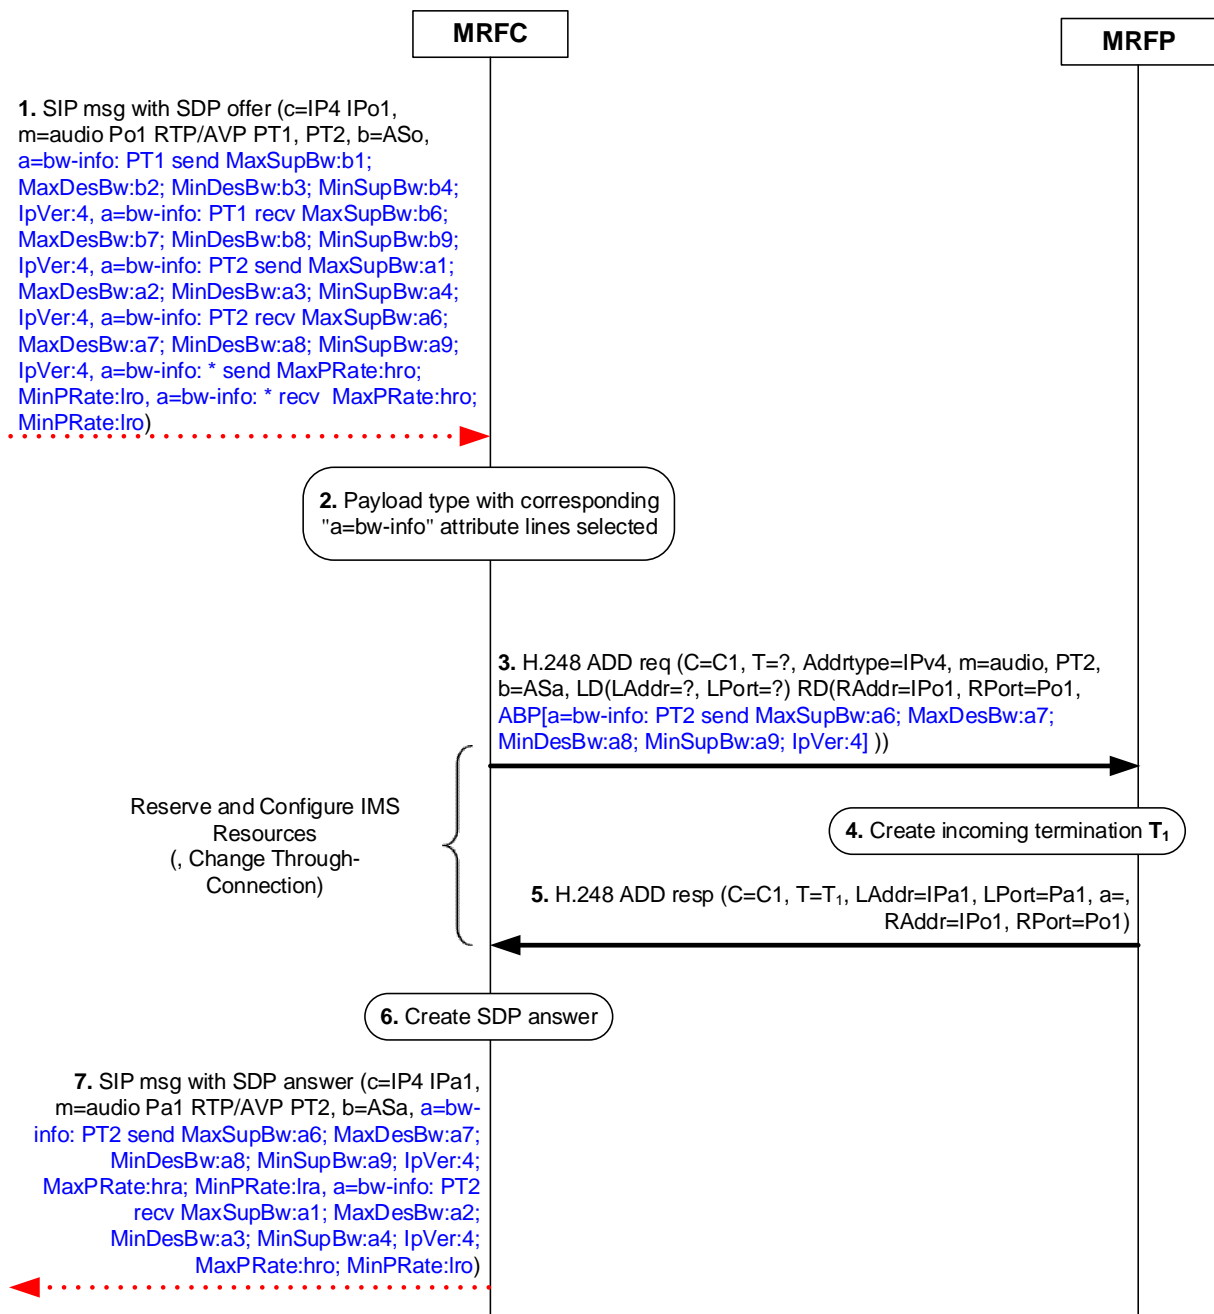 MRFC
MRFP
1. SIP msg with SDP offer (c=IP4 IPo1,
m=audio Po1 RTP/AVP PT1, PT2, b=ASo,
a=bw-info: PT1 send MaxSupBw:b1;
MaxDesBw:b2; MinDesBw:b3; MinSupBw:b4;
IpVer:4, a=bw-info: PT1 recv MaxSupBw:b6;
MaxDesBw:b7; MinDesBw:b8; MinSupBw:b9;
IpVer:4, a=bw-info: PT2 send MaxSupBw:a1;
MaxDesBw:a2; MinDesBw:a3; MinSupBw:a4;
IpVer:4, a=bw-info: PT2 recv MaxSupBw:a6;
MaxDesBw:a7; MinDesBw:a8; MinSupBw:a9;
IpVer:4, a=bw-info: * send MaxPRate:hro;
MinPRate:lro, a=bw-info: * recv  MaxPRate:hro;
MinPRate:lro)
2. Payload type with corresponding
"a=bw-info" attribute lines selected
3. H.248 ADD req (C=C1, T=?, Addrtype=IPv4, m=audio, PT2,
b=ASa, LD(LAddr=?, LPort=?) RD(RAddr=IPo1, RPort=Po1,
ABP[a=bw-info: PT2 send MaxSupBw:a6; MaxDesBw:a7;
MinDesBw:a8; MinSupBw:a9; IpVer:4] ))
Reserve and Configure IMS
Resources
(, Change Through-
Connection)
4. Create incoming termination T₁
5. H.248 ADD resp (C=C1, T=T₁, LAddr=IPa1, LPort=Pa1, a=,
RAddr=IPo1, RPort=Po1)
6. Create SDP answer
7. SIP msg with SDP answer (c=IP4 IPa1,
m=audio Pa1 RTP/AVP PT2, b=ASa, a=bw-
info: PT2 send MaxSupBw:a6; MaxDesBw:a7;
MinDesBw:a8; MinSupBw:a9; IpVer:4;
MaxPRate:hra; MinPRate:lra, a=bw-info: PT2
recv MaxSupBw:a1; MaxDesBw:a2;
MinDesBw:a3; MinSupBw:a4; IpVer:4;
MaxPRate:hro; MinPRate:lro)